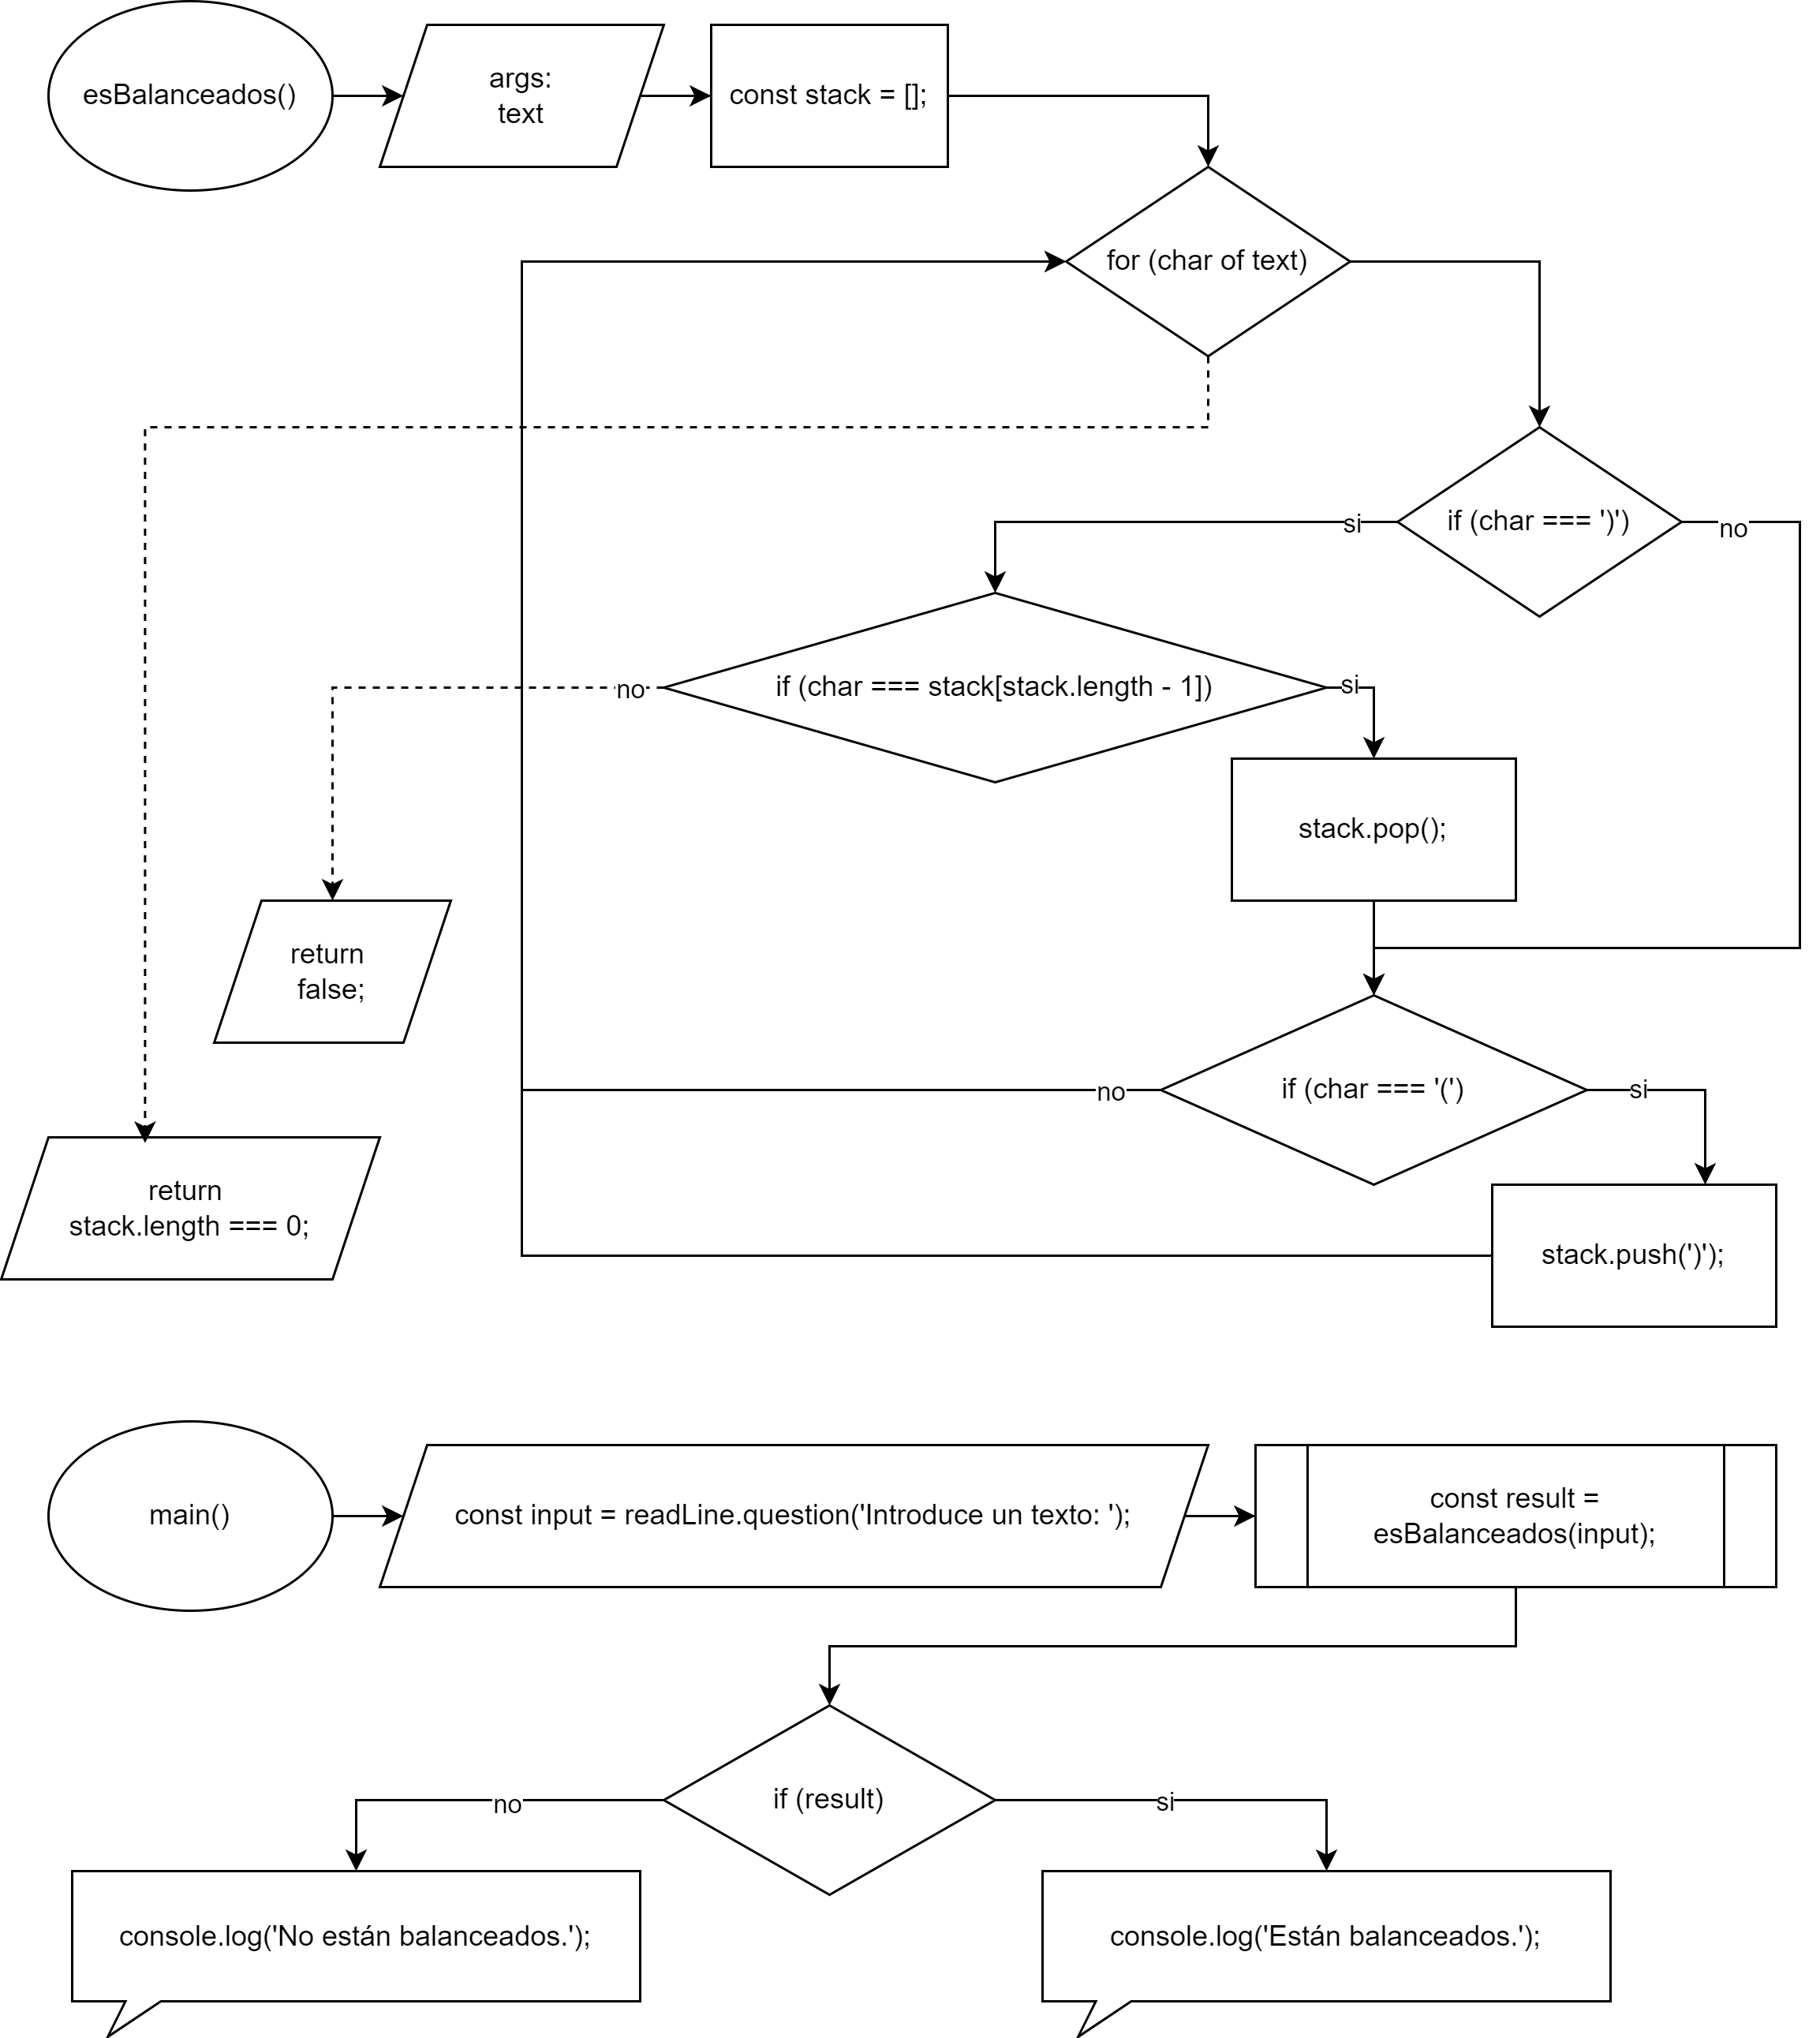 esBalanceados()
args:
text
const stack = [];
for (char of text)
if (char === ')')
si
no
if (char === stack[stack.length - 1])
no
si
stack.pop();
return
false;
if (char === '(')
no
si
return
stack.length === 0;
stack.push(')');
main()
const input = readLine.question('Introduce un texto: ');
const result =
esBalanceados(input);
if (result)
no
si
console.log('No están balanceados.');
console.log('Están balanceados.');